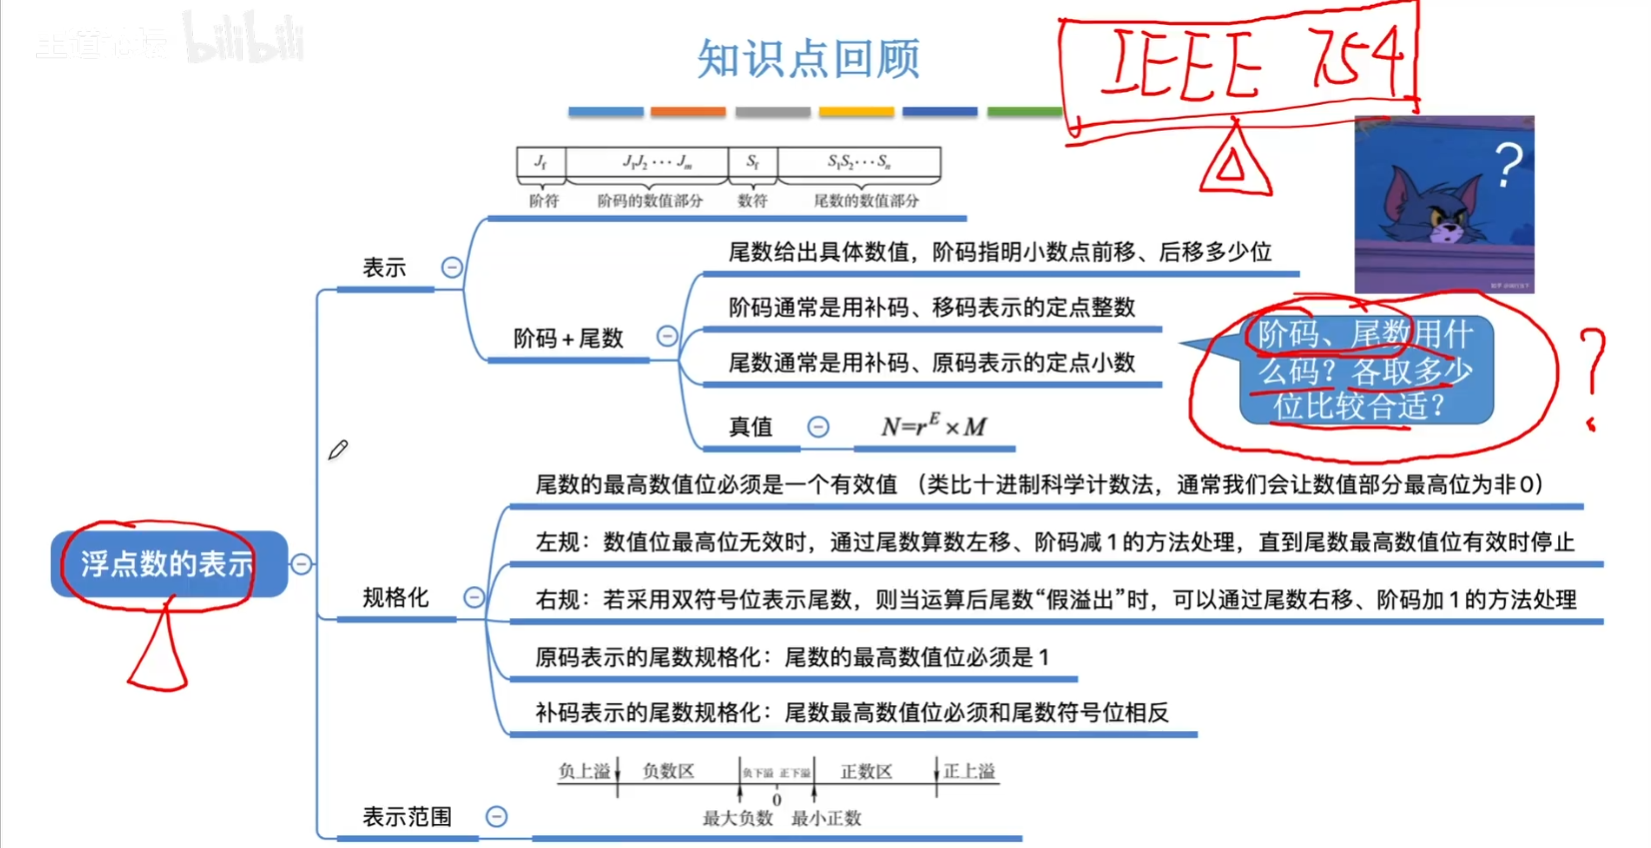 王道论坛 bilibili
知识点回顾
IEEE 754
?
Jf J1J2 ··· Jm Sf S1S2 ··· Sn
阶符 阶码的数值部分 数符 尾数的数值部分
表示
尾数给出具体数值，阶码指明小数点前移、后移多少位
阶码通常是用补码、移码表示的定点整数
阶码+尾数
尾数通常是用补码、原码表示的定点小数
真值
N=r^E×M
阶码、尾数用什
么码？各取多少
位比较合适？
?
浮点数的表示
规格化
尾数的最高数值位必须是一个有效值 （类比十进制科学计数法，通常我们会让数值部分最高位为非0）
左规：数值位最高位无效时，通过尾数算数左移、阶码减1的方法处理，直到尾数最高数值位有效时停止
右规：若采用双符号位表示尾数，则当运算后尾数“假溢出”时，可以通过尾数右移、阶码加1的方法处理
原码表示的尾数规格化：尾数的最高数值位必须是1
补码表示的尾数规格化：尾数最高数值位必须和尾数符号位相反
表示范围
负上溢 负数区 负下溢 正下溢 正数区 正上溢
0
最大负数 最小正数